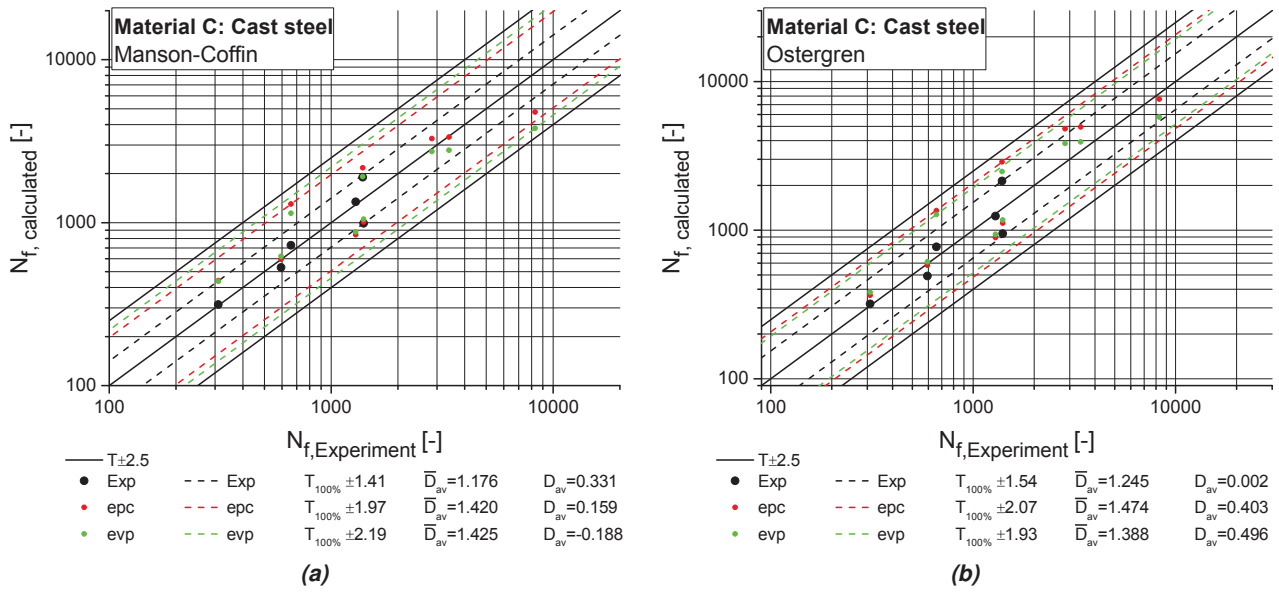 Material C: Cast steel
Manson-Coffin
10000
1000
100
N_f, calculated [-]
100
1000
10000
N_f,Experiment [-]
T±2.5
Exp Exp T_100% ±1.41 D̅_av=1.176 D_av=0.331
epc epc T_100% ±1.97 D̅_av=1.420 D_av=0.159
evp evp T_100% ±2.19 D̅_av=1.425 D_av=-0.188
(a)
Material C: Cast steel
Ostergren
10000
1000
100
N_f, calculated [-]
100
1000
10000
N_f,Experiment [-]
T±2.5
Exp Exp T_100% ±1.54 D̅_av=1.245 D_av=0.002
epc epc T_100% ±2.07 D̅_av=1.474 D_av=0.403
evp evp T_100% ±1.93 D̅_av=1.388 D_av=0.496
(b)